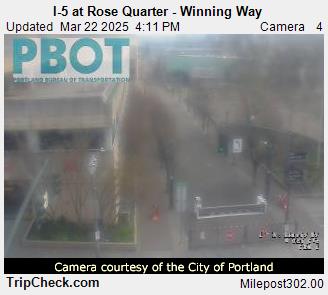 I-5 at Rose Quarter - Winning Way
Updated Mar 22 2025 4:11 PM Camera 4
PBOT
PORTLAND BUREAU OF TRANSPORTATION
Camera courtesy of the City of Portland
TripCheck.com Milepost302.00